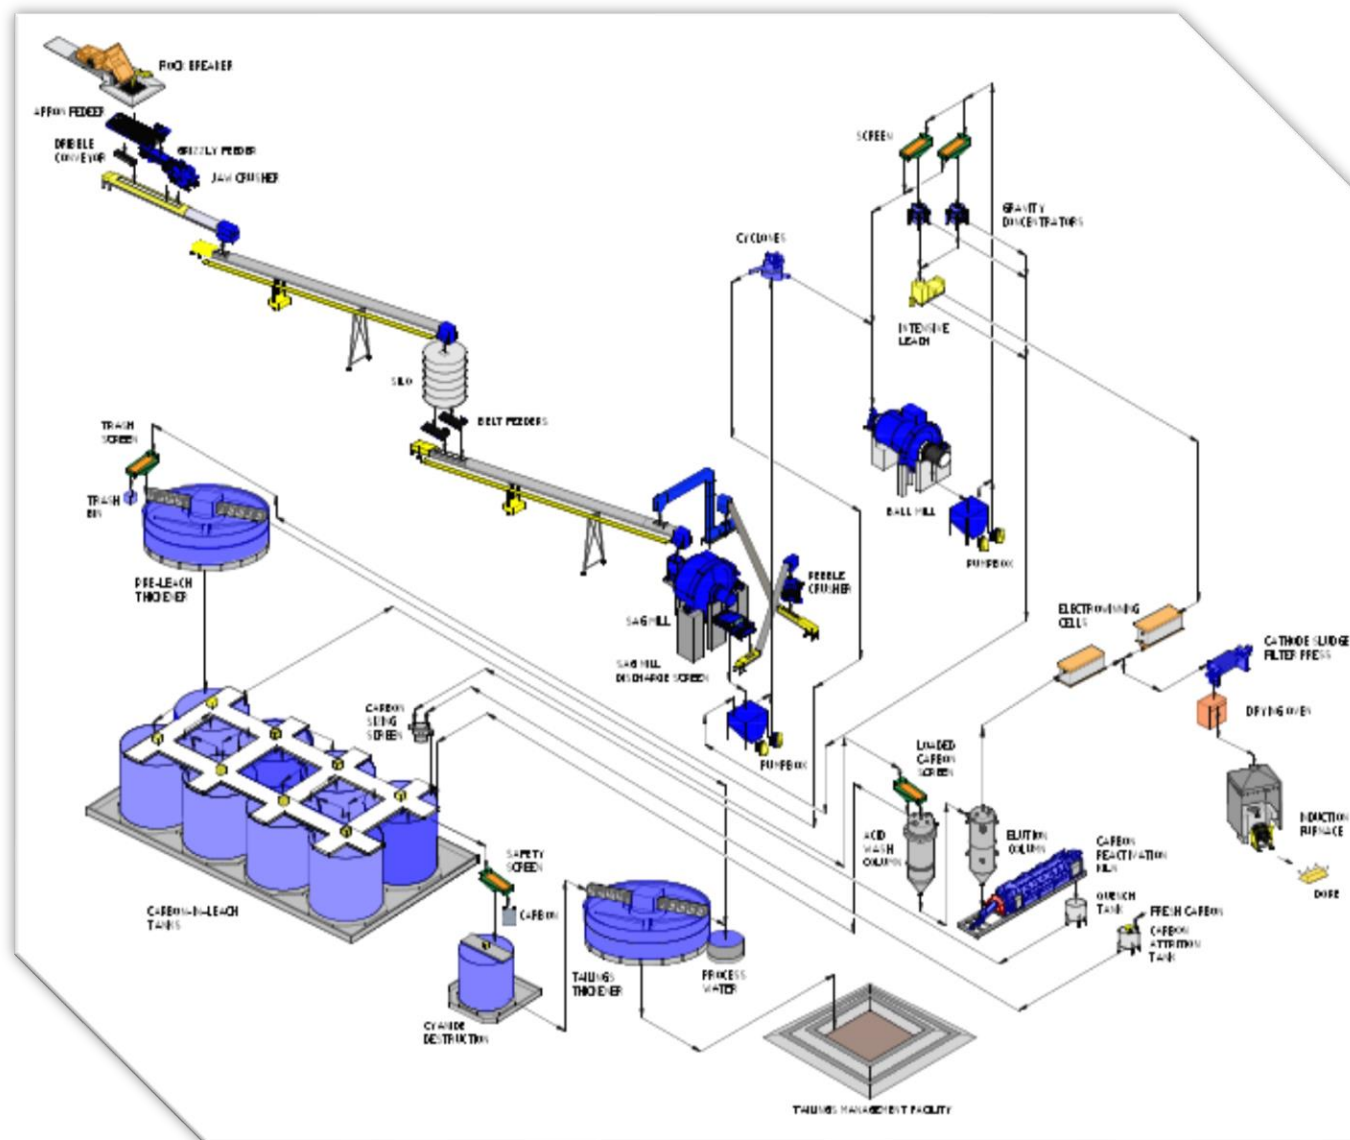 ROCK BREAKER
APRON FEEDER
DRIBBLE
CONVEYOR
GRIZZLY FEEDER
JAW CRUSHER
SCREEN
GRAVITY
CONCENTRATORS
CYCLONES
INTENSIVE
LEACH
SILO
BELT FEEDERS
TRASH
SCREEN
TRASH
BIN
BALL MILL
PUMPBOX
PRE-LEACH
THICKENER
PEBBLE
CRUSHER
SAG MILL
SAG MILL
DISCHARGE SCREEN
ELECTROWINNING
CELLS
CATHODE SLUDGE
FILTER PRESS
DRYING OVEN
CARBON
SIZING
SCREEN
PUMPBOX
LOADED
CARBON
SCREEN
ACID
WASH
COLUMN
ELUTION
COLUMN
CARBON
REACTIVATION
KILN
INDUCTION
FURNACE
DORE
QUENCH
TANK
FRESH CARBON
CARBON
ATTRITION
TANK
SAFETY
SCREEN
CARBON
CARBON-IN-LEACH
TANKS
TAILINGS
THICKENER
PROCESS
WATER
CYANIDE
DESTRUCTION
TAILINGS MANAGEMENT FACILITY